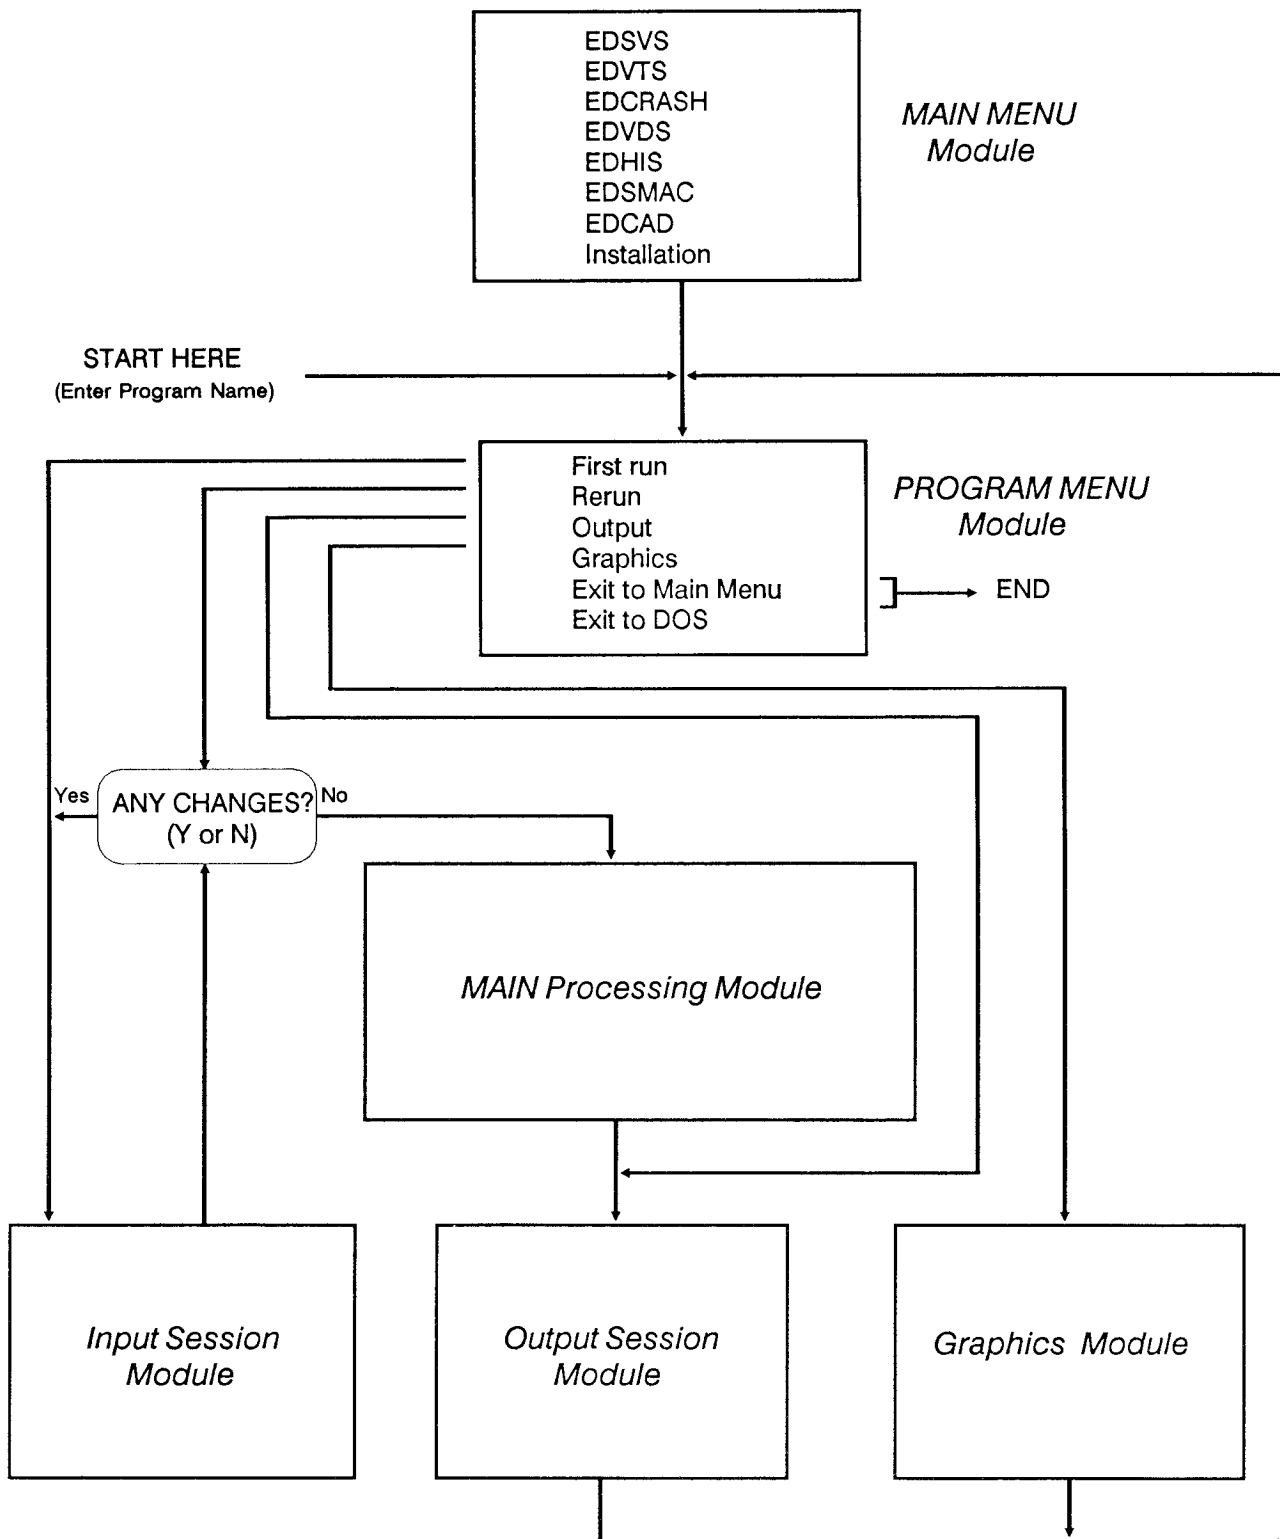 EDSVS
EDVTS
EDCRASH
EDVDS
EDHIS
EDSMAC
EDCAD
Installation
MAIN MENU
Module
START HERE
(Enter Program Name)
First run
Rerun
Output
Graphics
Exit to Main Menu
Exit to DOS
PROGRAM MENU
Module
END
Yes
ANY CHANGES?
(Y or N)
No
MAIN Processing Module
Input Session
Module
Output Session
Module
Graphics Module